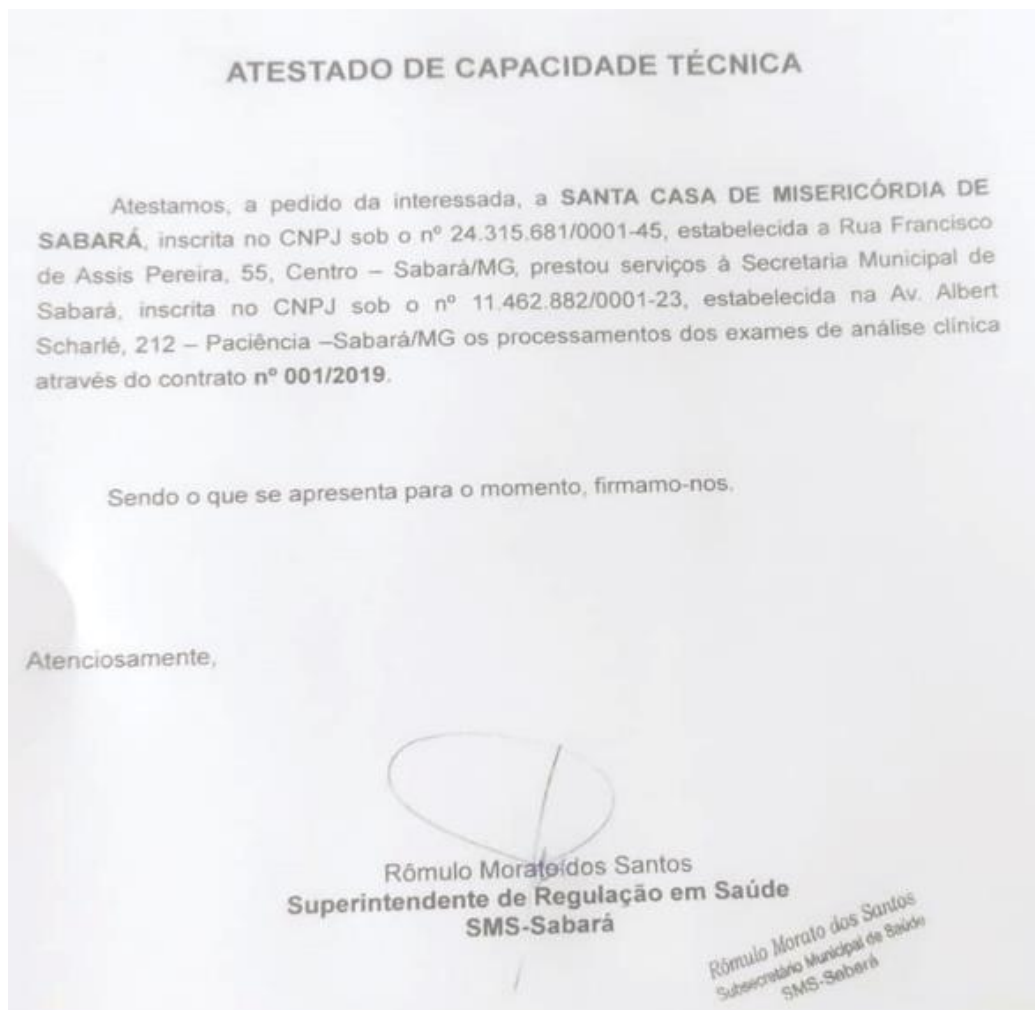 ATESTADO DE CAPACIDADE TÉCNICA
Atestamos, a pedido da interessada, a SANTA CASA DE MISERICÓRDIA DE
SABARÁ, inscrita no CNPJ sob o nº 24.315.681/0001-45, estabelecida a Rua Francisco
de Assis Pereira, 55, Centro – Sabará/MG, prestou serviços à Secretaria Municipal de
Sabará, inscrita no CNPJ sob o nº 11.462.882/0001-23, estabelecida na Av. Albert
Scharlé, 212 – Paciência –Sabará/MG os processamentos dos exames de análise clínica
através do contrato nº 001/2019.
Sendo o que se apresenta para o momento, firmamo-nos.
Atenciosamente,
Rômulo Morato dos Santos
Superintendente de Regulação em Saúde
SMS-Sabará
Rômulo Morato dos Santos
Subsecretário Municipal de Saúde
SMS-Sabará